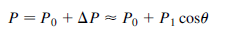 P = P₀ + ΔP ≈ P₀ + P₁ cosθ